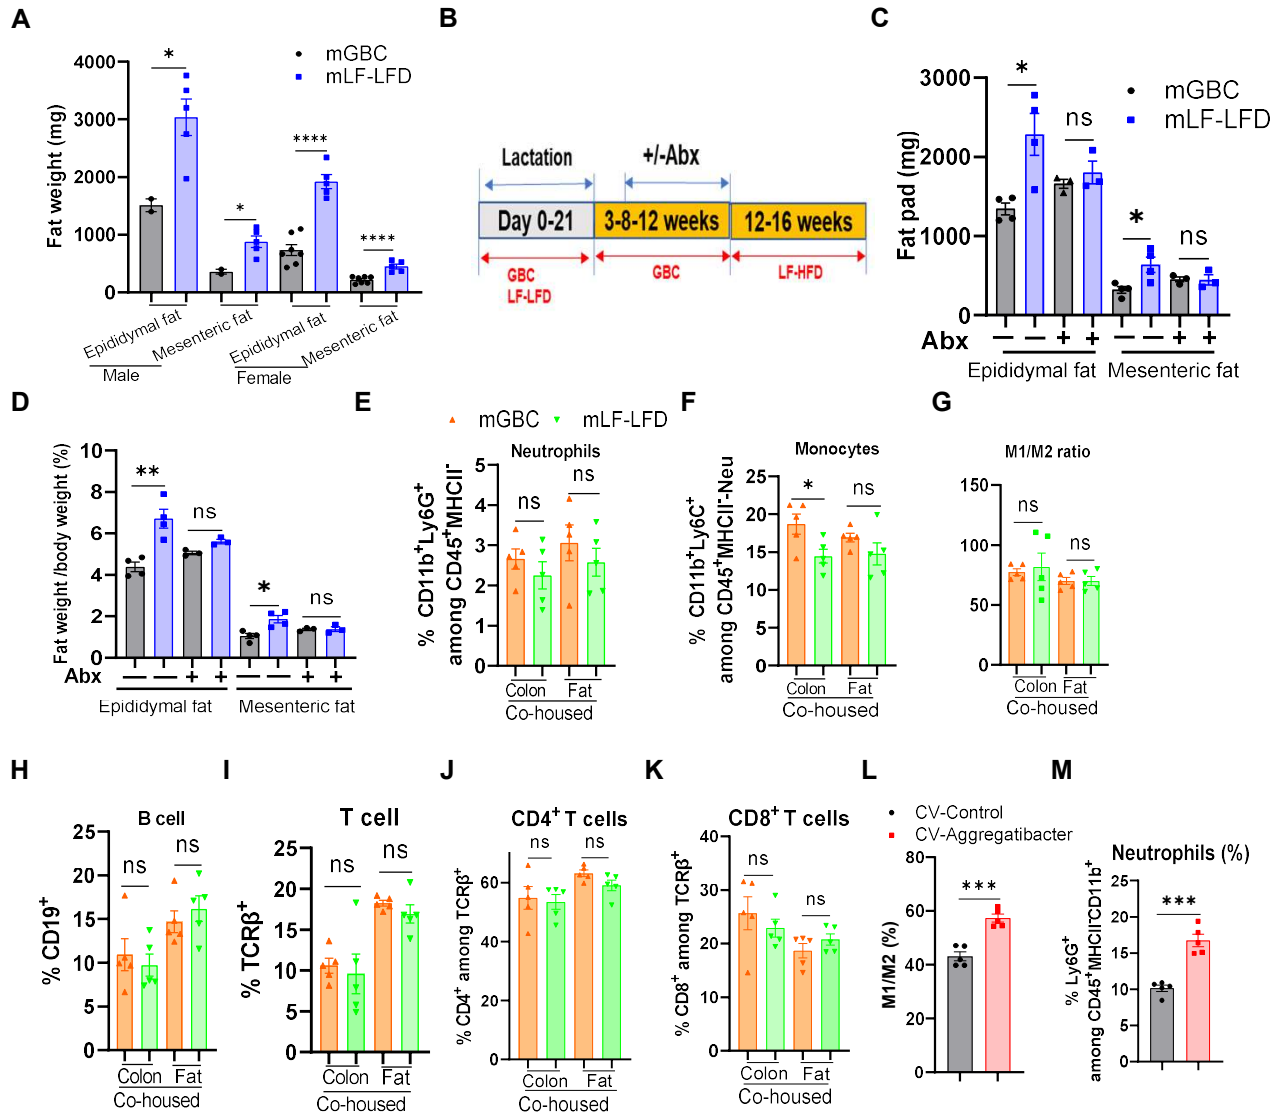 A
Fat weight (mg)
4000
3000
2000
1000
0
mGBC
mLF-LFD
*
*
****
****
Epididymal fat
Mesenteric fat
Epididymal fat
Mesenteric fat
Male
Female
B
Lactation
+/-Abx
Day 0-21
3-8-12 weeks
12-16 weeks
GBC
LF-LFD
GBC
LF-HFD
C
Fat pad (mg)
3000
2000
1000
0
mGBC
mLF-LFD
*
ns
*
ns
Abx — — + + — — + +
Epididymal fat
Mesenteric fat
D
Fat weight /body weight (%)
10
8
6
4
2
0
**
ns
*
ns
Abx — — + + — — + +
Epididymal fat
Mesenteric fat
E
mGBC
mLF-LFD
Neutrophils
% CD11b+Ly6G+
among CD45+MHCII-
5
4
3
2
1
0
ns
ns
Colon
Fat
Co-housed
F
Monocytes
% CD11b+Ly6C+
among CD45+MHCII-Neu
25
20
15
10
5
0
*
ns
Colon
Fat
Co-housed
G
M1/M2 ratio
150
100
50
0
ns
ns
Colon
Fat
Co-housed
H
B cell
% CD19+
25
20
15
10
5
0
ns
ns
Colon
Fat
Co-housed
I
T cell
% TCRβ+
25
20
15
10
5
0
ns
ns
Colon
Fat
Co-housed
J
CD4+ T cells
% CD4+ among TCRβ+
60
40
20
0
ns
ns
Colon
Fat
Co-housed
K
CD8+ T cells
% CD8+ among TCRβ+
40
30
20
10
0
ns
ns
Colon
Fat
Co-housed
L
CV-Control
CV-Aggregatibacter
M1/M2 (%)
80
60
40
20
0
***
M
Neutrophils (%)
% Ly6G+
among CD45+MHCII-CD11b+
25
20
15
10
5
0
***